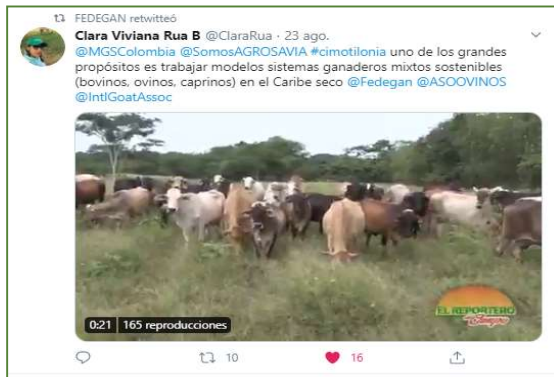 FEDEGAN retwitteó
Clara Viviana Rua B @ClaraRua · 23 ago.
@MGSColombia @SomosAGROSAVIA #cimotilonia uno de los grandes
propósitos es trabajar modelos sistemas ganaderos mixtos sostenibles
(bovinos, ovinos, caprinos) en el Caribe seco @Fedegan @ASOOVINOS
@IntlGoatAssoc
EL REPORTERO
0:21 165 reproducciones
10 16